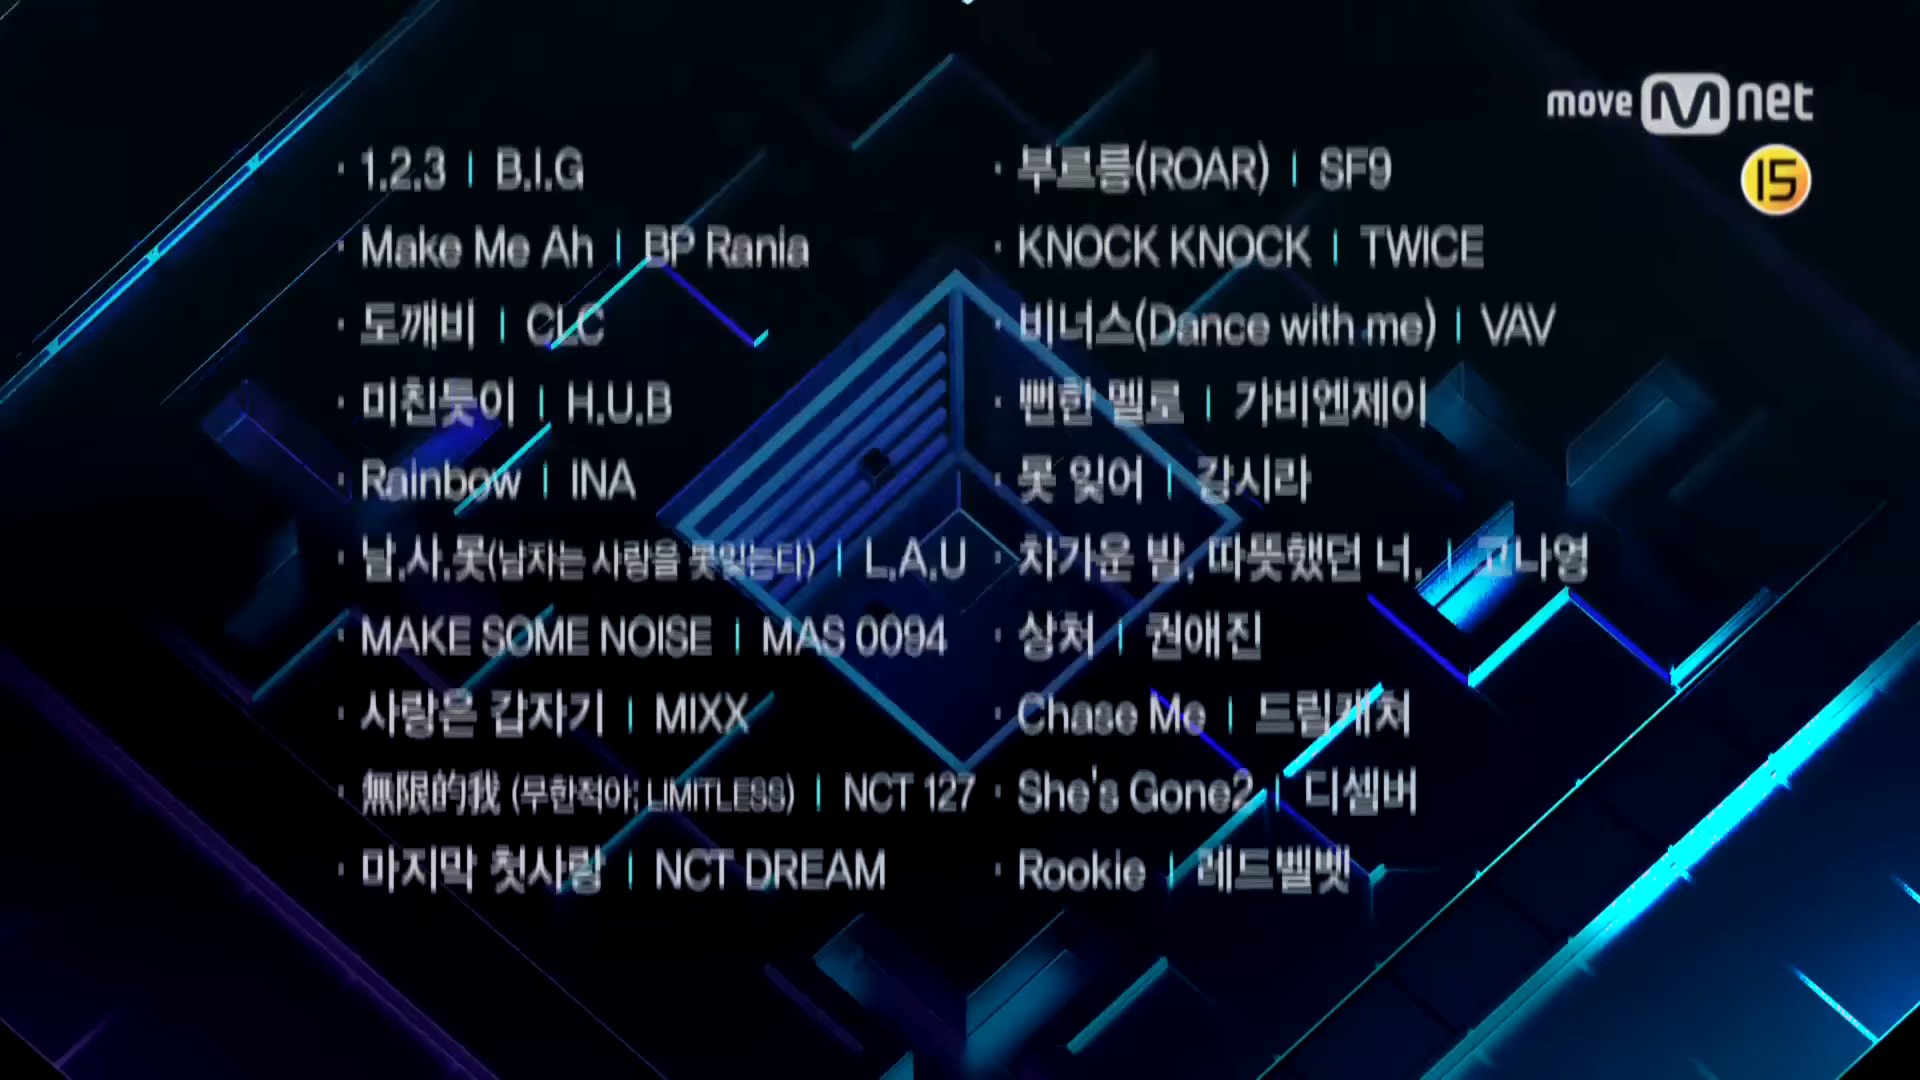 move Mnet
15
· 1.2.3 | B.I.G
· Make Me Ah | BP Rania
· 도깨비 | CLC
· 미친듯이 | H.U.B
· Rainbow | INA
· 남.사.못(남자는 사랑을 못잊는다) | L.A.U
· MAKE SOME NOISE | MAS 0094
· 사랑은 갑자기 | MIXX
· 無限的我 (무한적아; LIMITLESS) | NCT 127
· 마지막 첫사랑 | NCT DREAM
· 부르릉(ROAR) | SF9
· KNOCK KNOCK | TWICE
· 비너스(Dance with me) | VAV
· 뻔한 멜로 | 가비엔제이
· 못 잊어 | 감시라
· 차가운 밤, 따뜻했던 너, | 고나영
· 상처 | 권애진
· Chase Me | 드림캐쳐
· She's Gone2 | 디셈버
· Rookie | 레드벨벳